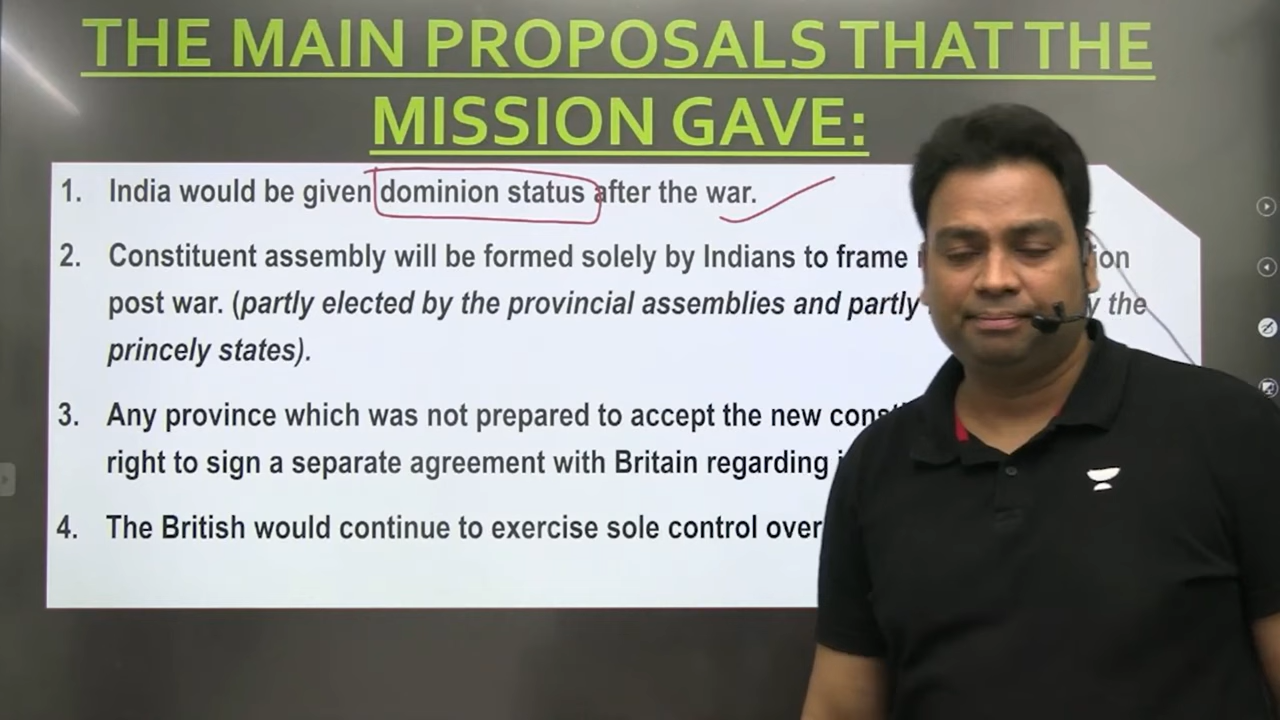 THE MAIN PROPOSALS THAT THE
MISSION GAVE:
1. India would be given dominion status after the war.
2. Constituent assembly will be formed solely by Indians to frame
post war. (partly elected by the provincial assemblies and partly the
princely states).
3. Any province which was not prepared to accept the new
right to sign a separate agreement with Britain regarding
4. The British would continue to exercise sole control over